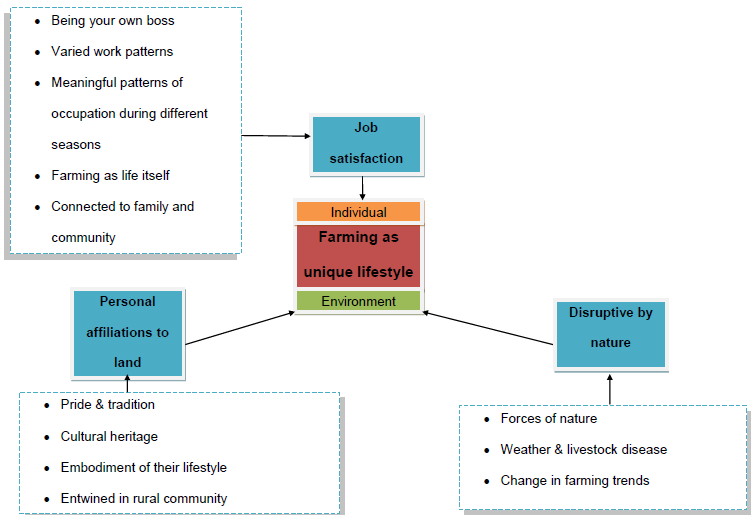 • Being your own boss
• Varied work patterns
• Meaningful patterns of
occupation during different
seasons
• Farming as life itself
• Connected to family and
community
Job
satisfaction
Individual
Farming as
unique lifestyle
Environment
Personal
affiliations to
land
Disruptive by
nature
• Pride & tradition
• Cultural heritage
• Embodiment of their lifestyle
• Entwined in rural community
• Forces of nature
• Weather & livestock disease
• Change in farming trends